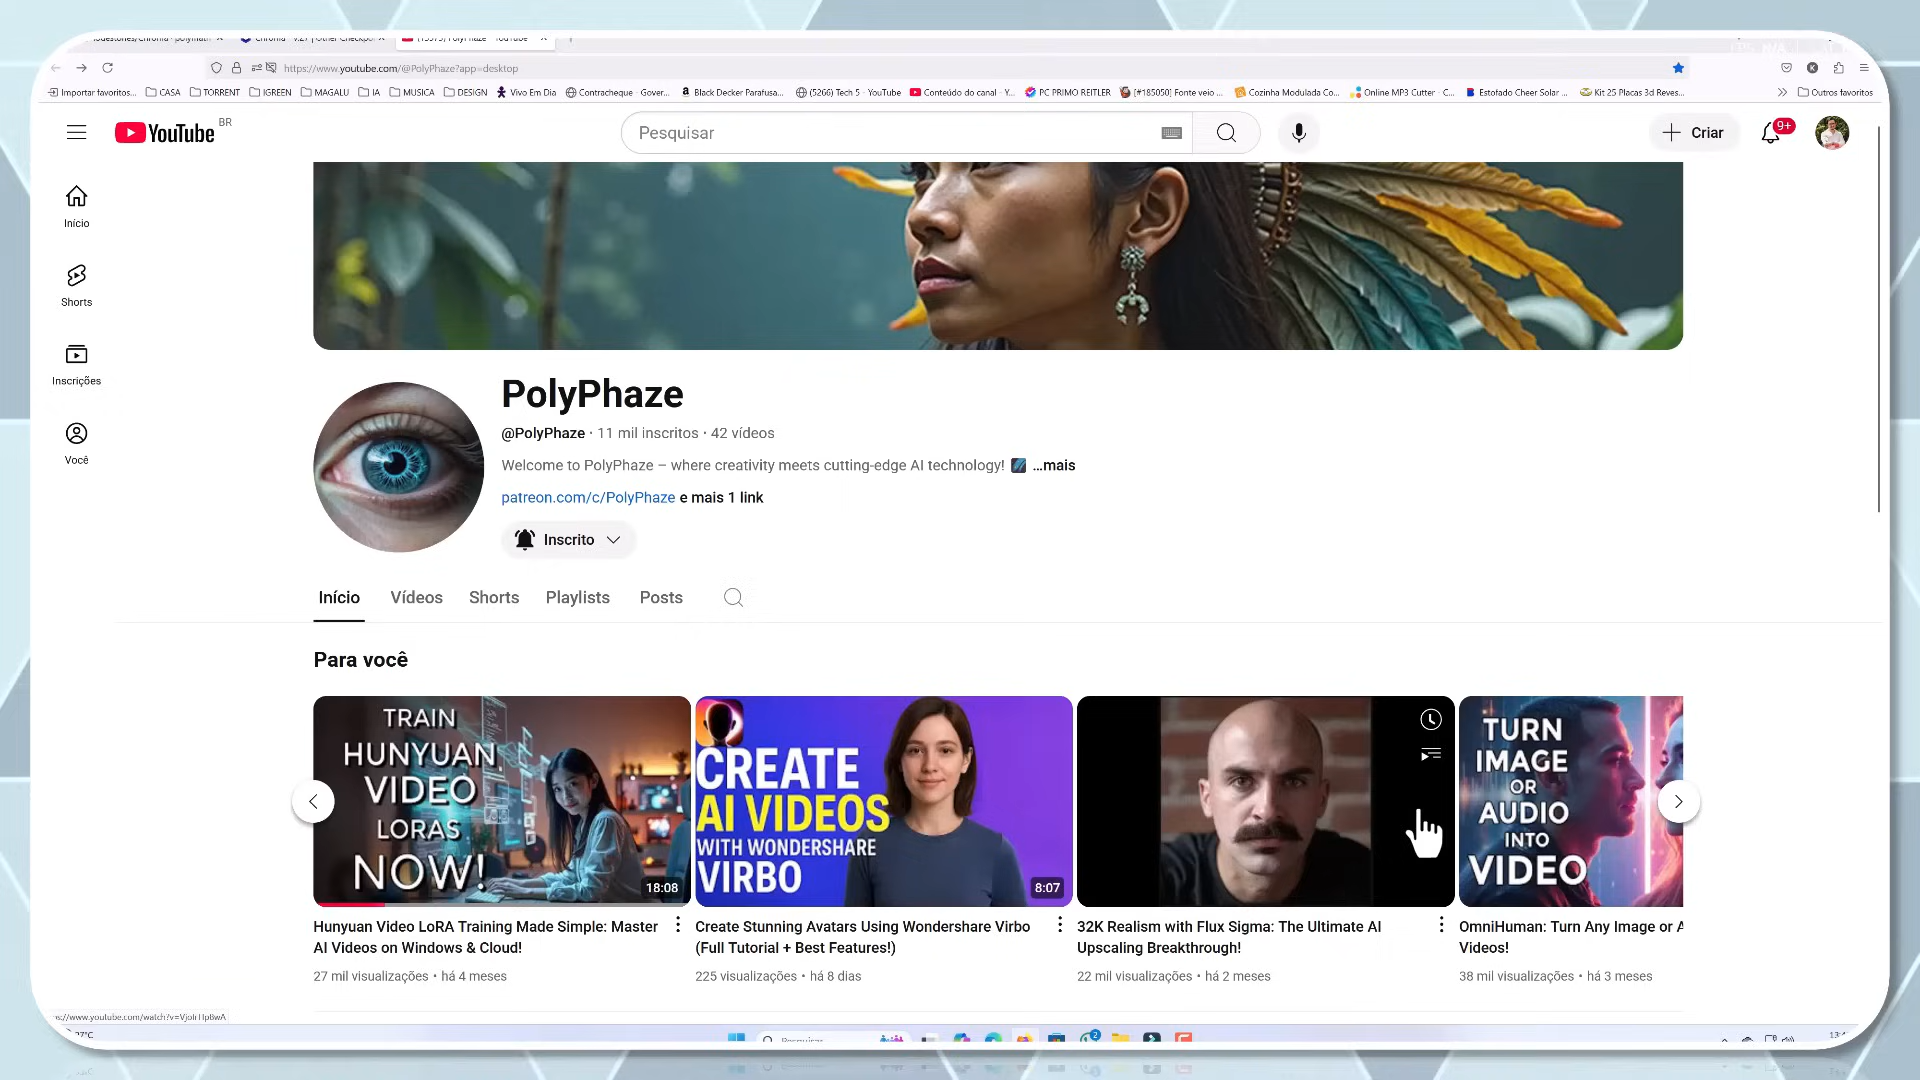 https://www.youtube.com/@PolyPhaze?app=desktop
Importar favoritos...
CASA
TORRENT
IGREEN
MAGALU
IA
MUSICA
DESIGN
Vivo Em Dia
Contracheque - Gover...
Black Decker Parafusa...
(5266) Tech 5 - YouTube
Conteúdo do canal - Y...
PC PRIMO REITLER
[#185050] Fonte veio ...
Cozinha Modulada Co...
Online MP3 Cutter - C...
Estofado Cheer Solar ...
Kit 25 Placas 3d Reves...
Outros favoritos
YouTube BR
Pesquisar
Criar
9+
Início
Shorts
Inscrições
Você
PolyPhaze
@PolyPhaze · 11 mil inscritos · 42 vídeos
Welcome to PolyPhaze – where creativity meets cutting-edge AI technology! ...mais
patreon.com/c/PolyPhaze e mais 1 link
Inscrito
Início Vídeos Shorts Playlists Posts
Para você
TRAIN
HUNYUAN
VIDEO
LORAS
NOW!
18:08
Hunyuan Video LoRA Training Made Simple: Master
AI Videos on Windows & Cloud!
27 mil visualizações • há 4 meses
CREATE
AI VIDEOS
WITH WONDERSHARE
VIRBO
8:07
Create Stunning Avatars Using Wondershare Virbo
(Full Tutorial + Best Features!)
225 visualizações • há 8 dias
32K Realism with Flux Sigma: The Ultimate AI
Upscaling Breakthrough!
22 mil visualizações • há 2 meses
TURN
IMAGE
OR
AUDIO
INTO
VIDEO
OmniHuman: Turn Any Image or A
Videos!
38 mil visualizações • há 3 meses